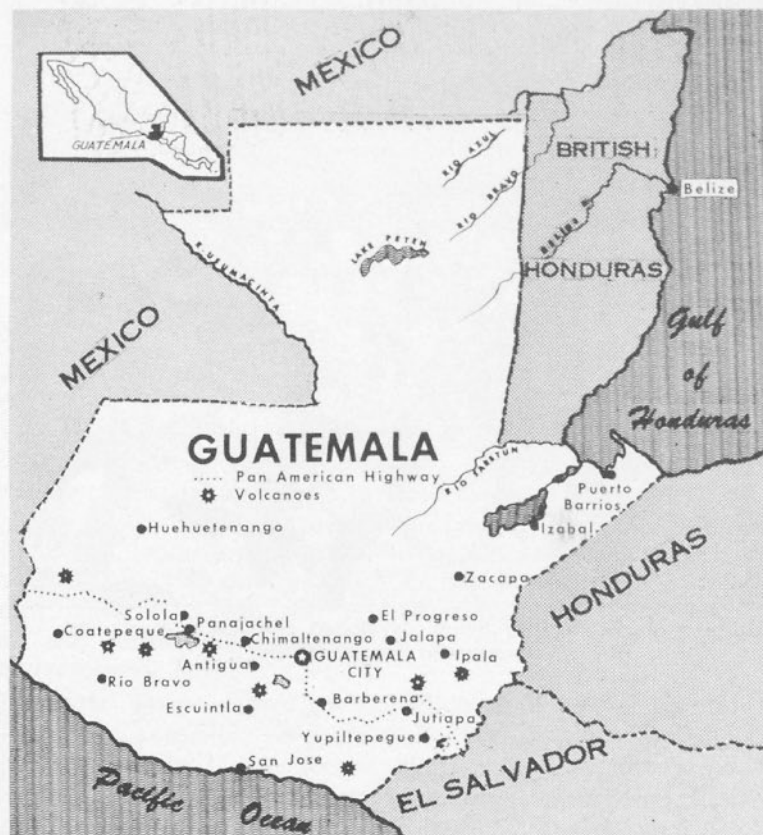 MEXICO
GUATEMALA
RIO AZUL
BRITISH
RIO BRAVO
Belize
BELIZE R.
LAKE PETEN
HONDURAS
R. USUMACINTA
MEXICO
Gulf
of
Honduras
GUATEMALA
Pan American Highway
Volcanoes
RIO SARSTUN
Puerto
Barrios
Huehuetenango
Izabal
HONDURAS
Zacapa
Solola
El Progreso
Panajachel
Coatepeque
Chimaltenango
Jalapa
GUATEMALA
CITY
Ipala
Antigua
Rio Bravo
Barberena
Escuintla
Jutiapa
Yupiltepegue
San Jose
EL SALVADOR
Pacific Ocean